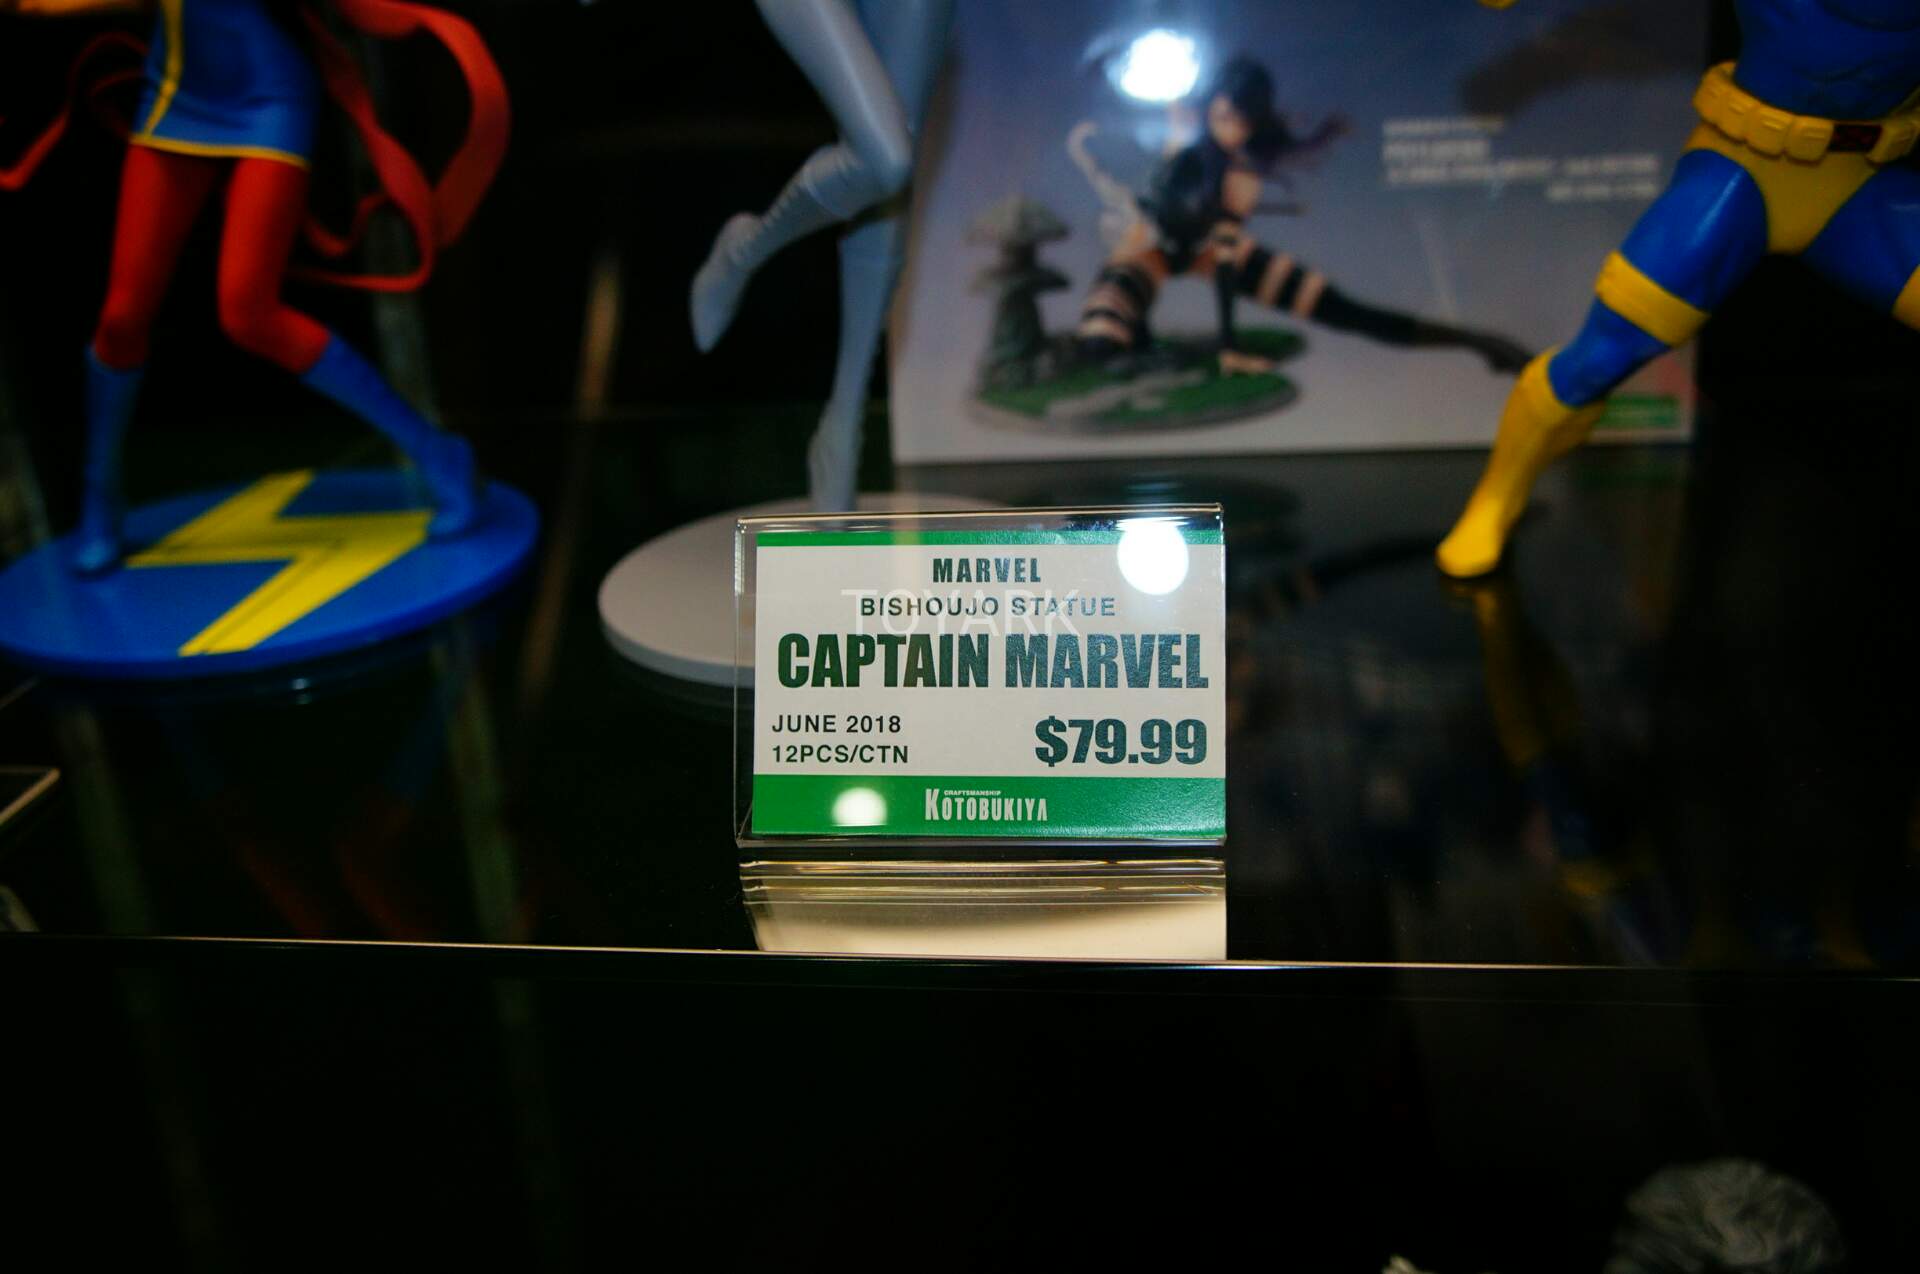 MARVEL
BISHOUJO STATUE
TOYARK
CAPTAIN MARVEL
JUNE 2018
$79.99
12PCS/CTN
CRAFTSMANSHIP
KOTOBUKIYA